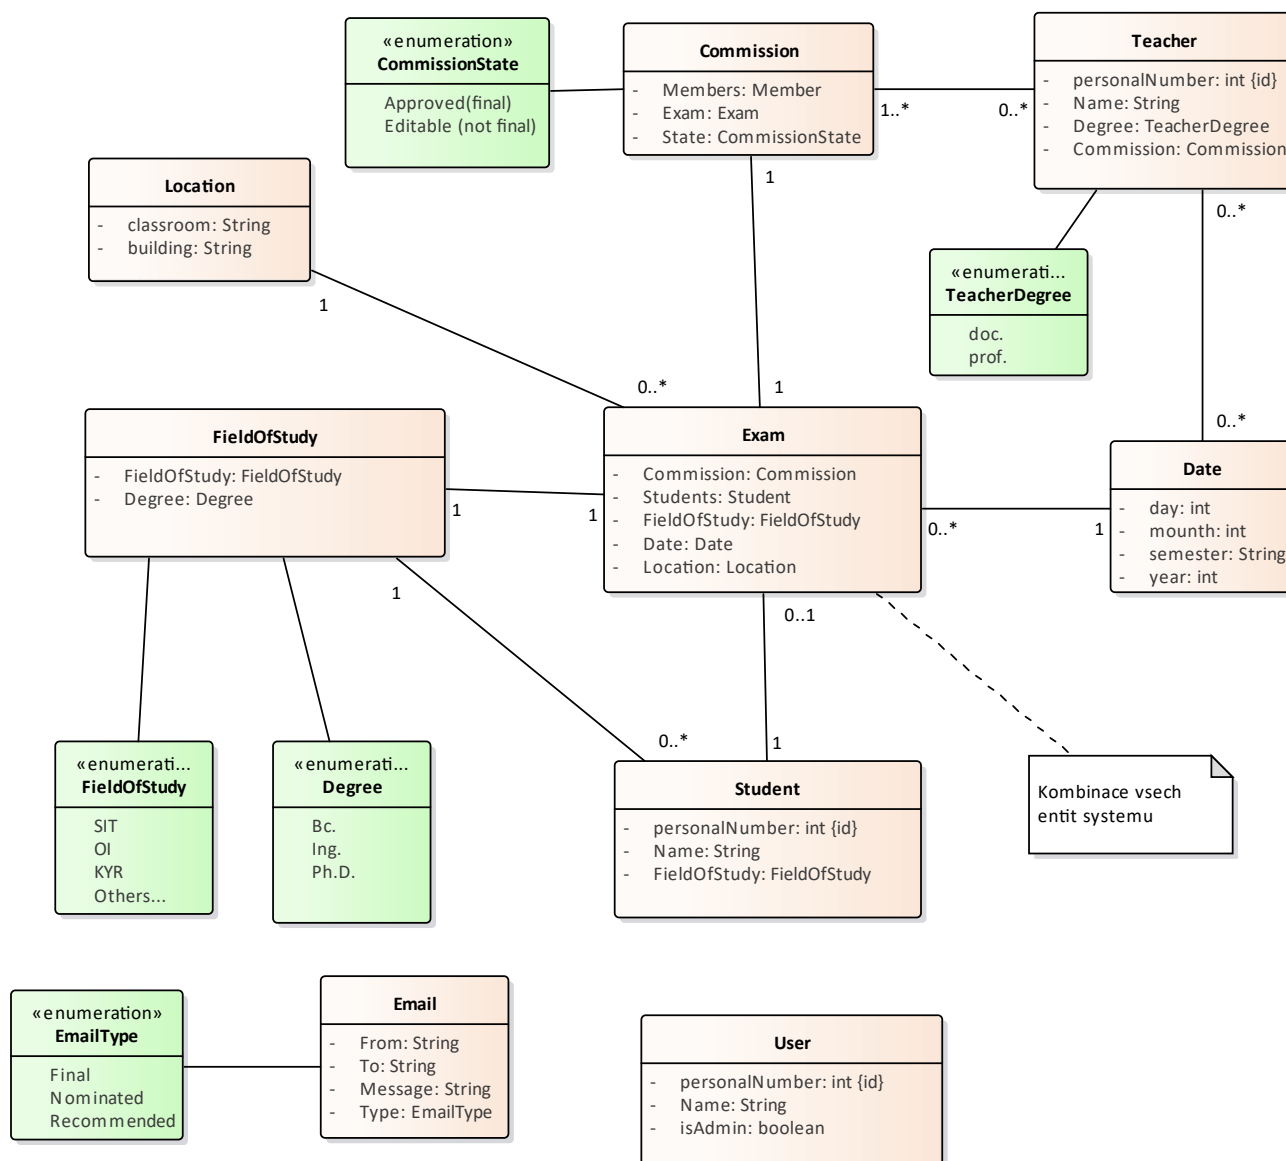 «enumeration»
CommissionState
Approved(final)
Editable (not final)
Commission
- Members: Member
- Exam: Exam
- State: CommissionState
1..*
0..*
Teacher
- personalNumber: int {id}
- Name: String
- Degree: TeacherDegree
- Commission: Commission
Location
- classroom: String
- building: String
1
0..*
1
1
«enumerati...
TeacherDegree
doc.
prof.
0..*
0..*
FieldOfStudy
- FieldOfStudy: FieldOfStudy
- Degree: Degree
1
1
Exam
- Commission: Commission
- Students: Student
- FieldOfStudy: FieldOfStudy
- Date: Date
- Location: Location
0..*
1
Date
- day: int
- mounth: int
- semester: String
- year: int
1
0..*
0..1
1
«enumerati...
FieldOfStudy
SIT
OI
KYR
Others...
«enumerati...
Degree
Bc.
Ing.
Ph.D.
Student
- personalNumber: int {id}
- Name: String
- FieldOfStudy: FieldOfStudy
Kombinace vsech
entit systemu
«enumeration»
EmailType
Final
Nominated
Recommended
Email
- From: String
- To: String
- Message: String
- Type: EmailType
User
- personalNumber: int {id}
- Name: String
- isAdmin: boolean